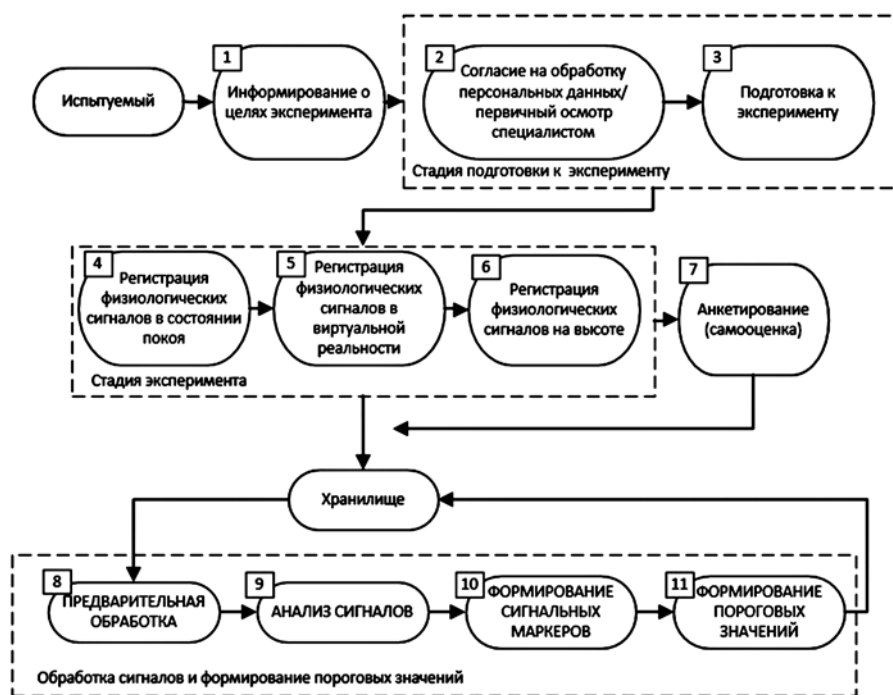 Испытуемый
1
Информирование о
целях эксперимента
2
Согласие на обработку
персональных данных/
первичный осмотр
специалистом
3
Подготовка к
эксперименту
Стадия подготовки к эксперименту
4
Регистрация
физиологических
сигналов в состоянии
покоя
5
Регистрация
физиологических
сигналов в
виртуальной
реальности
6
Регистрация
физиологических
сигналов на высоте
Стадия эксперимента
7
Анкетирование
(самооценка)
Хранилище
8
ПРЕДВАРИТЕЛЬНАЯ
ОБРАБОТКА
9
АНАЛИЗ СИГНАЛОВ
10
ФОРМИРОВАНИЕ
СИГНАЛЬНЫХ
МАРКЕРОВ
11
ФОРМИРОВАНИЕ
ПОРОГОВЫХ
ЗНАЧЕНИЙ
Обработка сигналов и формирование пороговых значений